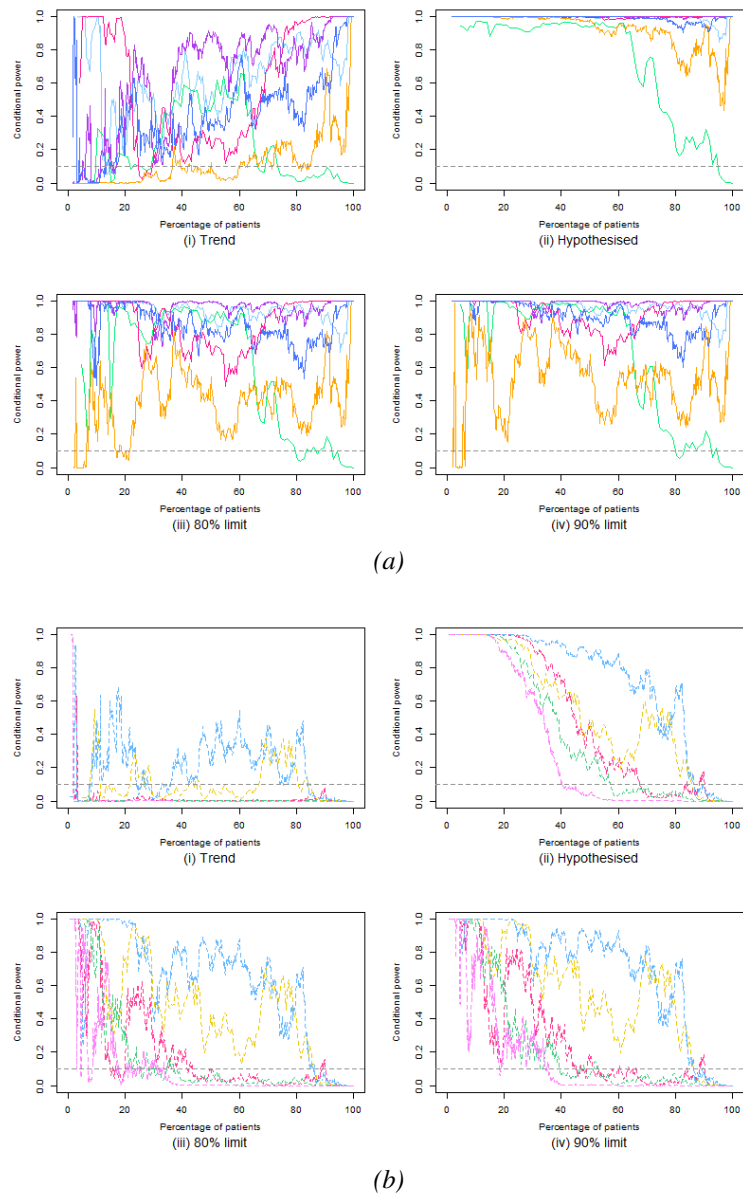 Conditional power
1.0
0.8
0.6
0.4
0.2
0.0
0 20 40 60 80 100
Percentage of patients
(i) Trend
Conditional power
1.0
0.8
0.6
0.4
0.2
0.0
0 20 40 60 80 100
Percentage of patients
(ii) Hypothesised
Conditional power
1.0
0.8
0.6
0.4
0.2
0.0
0 20 40 60 80 100
Percentage of patients
(iii) 80% limit
Conditional power
1.0
0.8
0.6
0.4
0.2
0.0
0 20 40 60 80 100
Percentage of patients
(iv) 90% limit
(a)
Conditional power
1.0
0.8
0.6
0.4
0.2
0.0
0 20 40 60 80 100
Percentage of patients
(i) Trend
Conditional power
1.0
0.8
0.6
0.4
0.2
0.0
0 20 40 60 80 100
Percentage of patients
(ii) Hypothesised
Conditional power
1.0
0.8
0.6
0.4
0.2
0.0
0 20 40 60 80 100
Percentage of patients
(iii) 80% limit
Conditional power
1.0
0.8
0.6
0.4
0.2
0.0
0 20 40 60 80 100
Percentage of patients
(iv) 90% limit
(b)